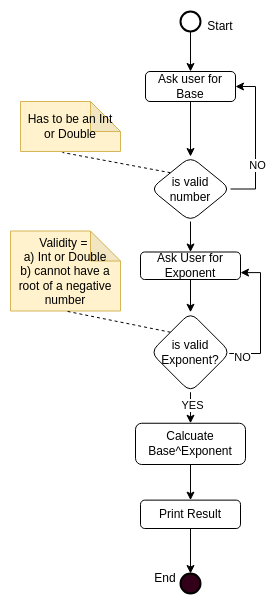 Start
Ask user for
Base
Has to be an Int
or Double
NO
is valid
number
Validity =
a) Int or Double
b) cannot have a
root of a negative
number
Ask User for
Exponent
is valid
Exponent?
NO
YES
Calcuate
Base^Exponent
Print Result
End